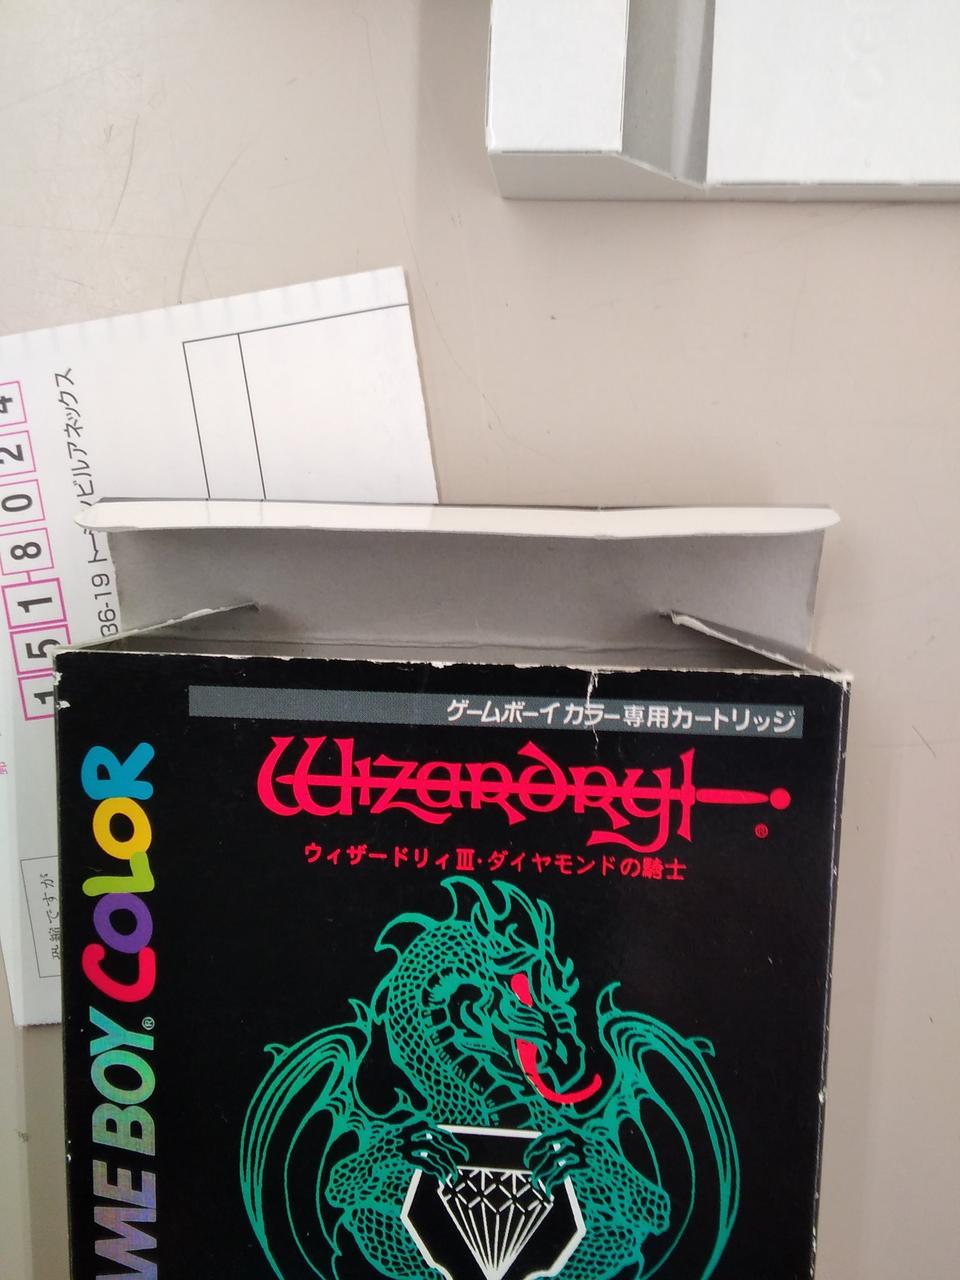 ゲームボーイカラー専用カートリッジ
Wizardry
®
ウィザードリィⅢ・ダイヤモンドの騎士
GAME BOY® COLOR
1518024
36-19
ビルアネックス
ですが